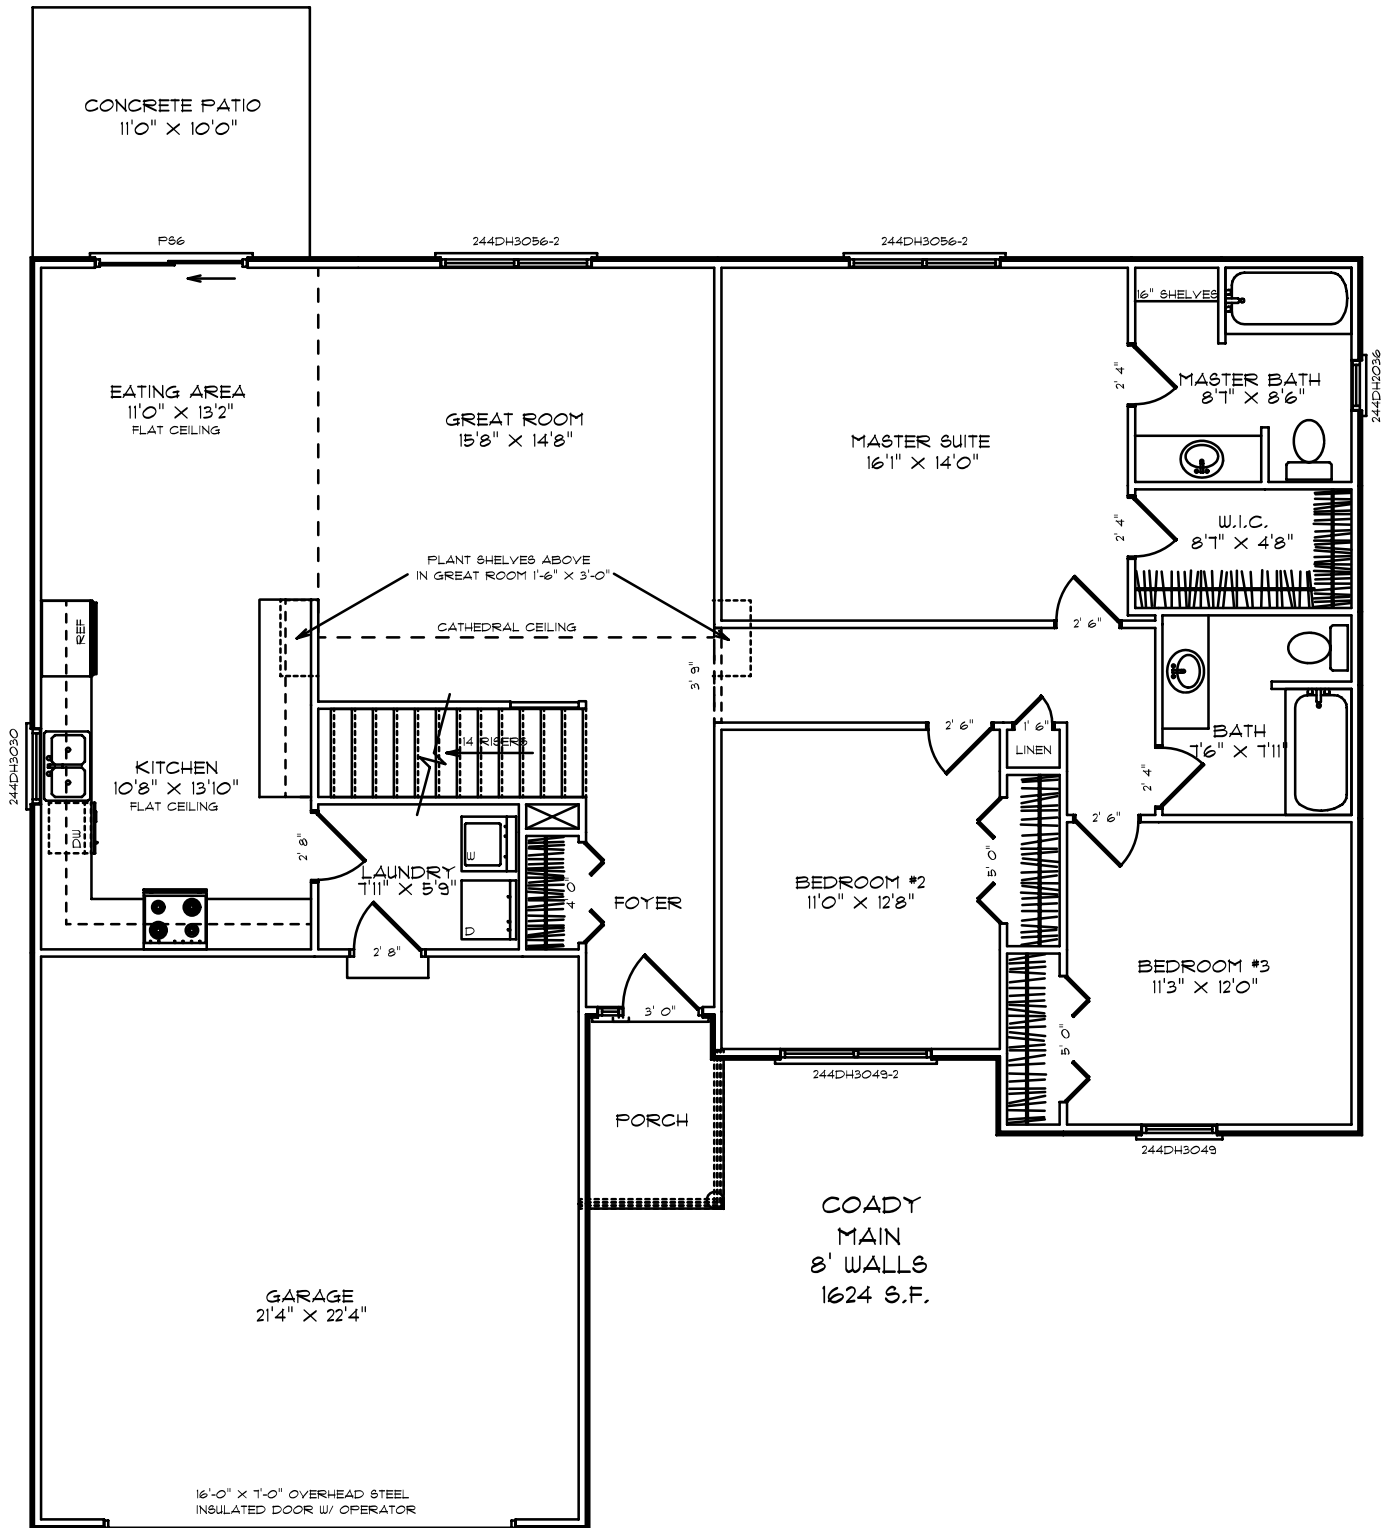 CONCRETE PATIO
11'0" X 10'0"
PS6
244DH3056-2
244DH3056-2
16" SHELVES
244DH2036
2' 4"
MASTER BATH
8'7" X 8'6"
EATING AREA
11'0" X 13'2"
FLAT CEILING
GREAT ROOM
15'8" X 14'8"
MASTER SUITE
16'1" X 14'0"
2' 4"
W.I.C.
8'7" X 4'8"
PLANT SHELVES ABOVE
IN GREAT ROOM 1'-6" X 3'-0"
REF
CATHEDRAL CEILING
2' 6"
3' 9"
2' 6"
1' 6"
LINEN
14 RISERS
BATH
7'6" X 7'11"
244DH3030
KITCHEN
10'8" X 13'10"
FLAT CEILING
2' 4"
2' 6"
DW
2' 8"
LAUNDRY
7'11" X 5'9"
W
D
4' 0"
FOYER
5' 0"
BEDROOM #2
11'0" X 12'8"
2' 8"
BEDROOM #3
11'3" X 12'0"
3' 0"
5' 0"
244DH3049-2
PORCH
244DH3049
COADY
MAIN
8' WALLS
1624 S.F.
GARAGE
21'4" X 22'4"
16'-0" X 7'-0" OVERHEAD STEEL
INSULATED DOOR W/ OPERATOR